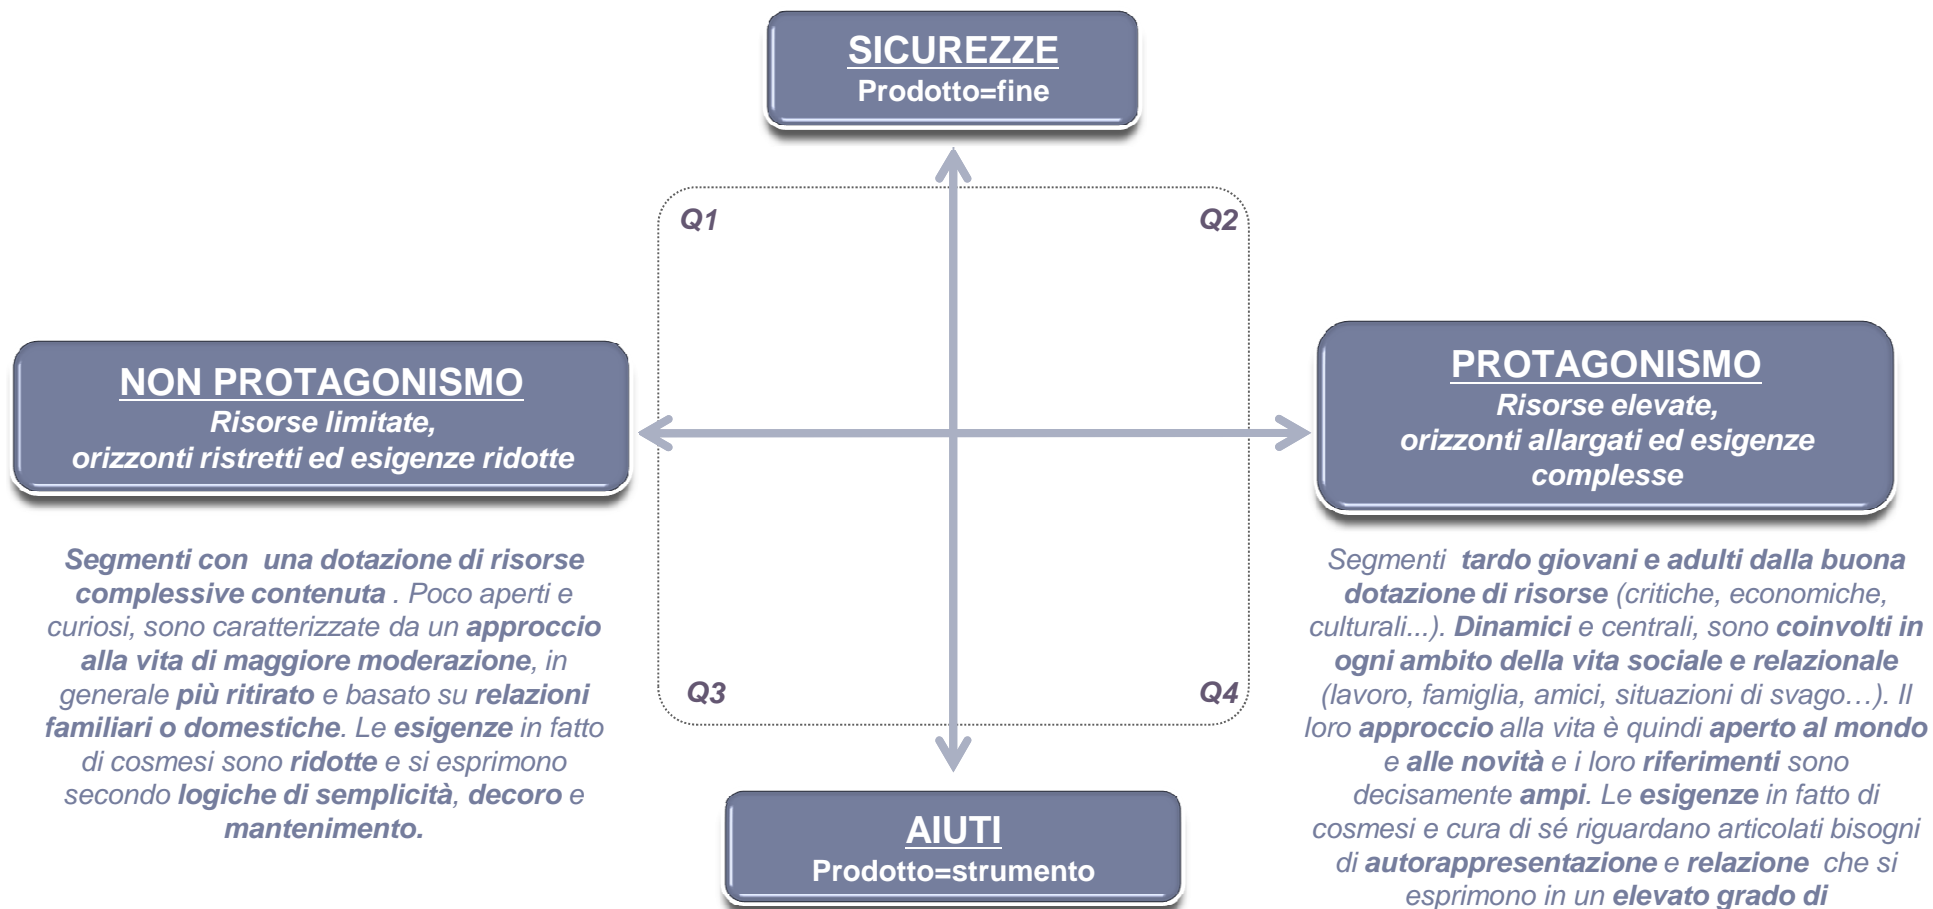 SICUREZZE
Prodotto=fine
Q1
Q2
NON PROTAGONISMO
Risorse limitate,
orizzonti ristretti ed esigenze ridotte
PROTAGONISMO
Risorse elevate,
orizzonti allargati ed esigenze
complesse
Segmenti con una dotazione di risorse
complessive contenuta . Poco aperti e
curiosi, sono caratterizzate da un approccio
alla vita di maggiore moderazione, in
generale più ritirato e basato su relazioni
familiari o domestiche. Le esigenze in fatto
di cosmesi sono ridotte e si esprimono
secondo logiche di semplicità, decoro e
mantenimento.
Q3
Q4
Segmenti tardo giovani e adulti dalla buona
dotazione di risorse (critiche, economiche,
culturali...). Dinamici e centrali, sono coinvolti in
ogni ambito della vita sociale e relazionale
(lavoro, famiglia, amici, situazioni di svago…). Il
loro approccio alla vita è quindi aperto al mondo
e alle novità e i loro riferimenti sono
decisamente ampi. Le esigenze in fatto di
cosmesi e cura di sé riguardano articolati bisogni
di autorappresentazione e relazione che si
esprimono in un elevato grado di
AIUTI
Prodotto=strumento